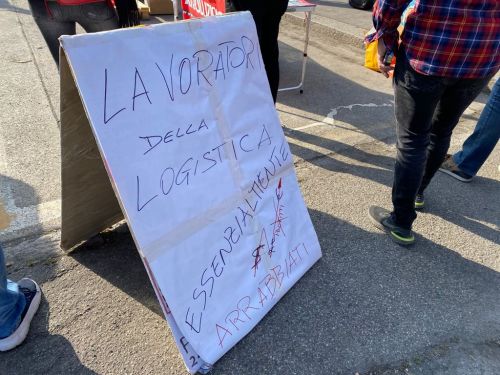 LAVORATORI
DELLA
LOGISTICA
ESSENZIALMENTE
ARRABBIATI